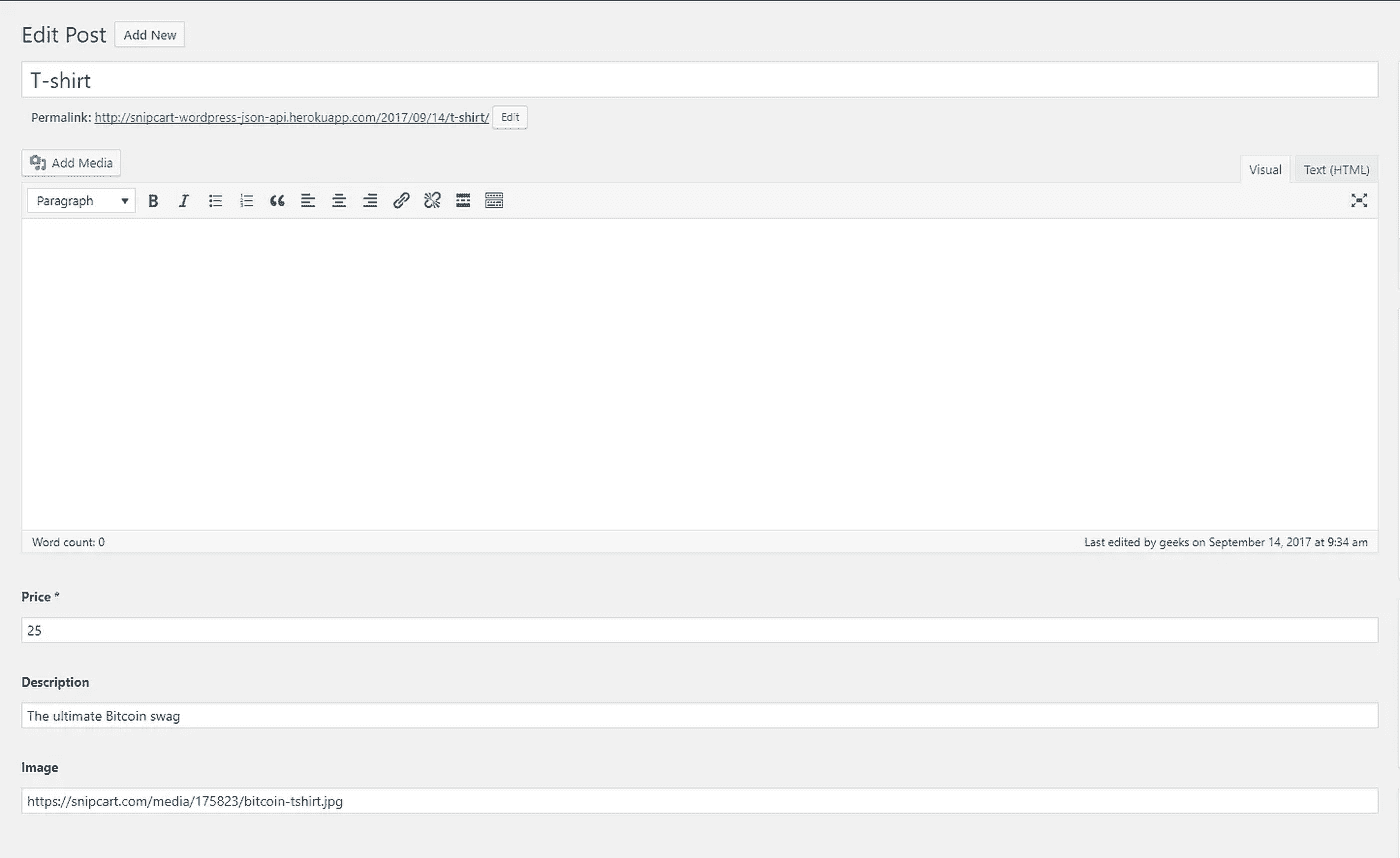 Edit Post Add New
T-shirt
Permalink: http://snipcart-wordpress-json-api.herokuapp.com/2017/09/14/t-shirt/ Edit
Add Media
Visual Text (HTML)
Paragraph
Word count: 0 Last edited by geeks on September 14, 2017 at 9:34 am
Price *
25
Description
The ultimate Bitcoin swag
Image
https://snipcart.com/media/175823/bitcoin-tshirt.jpg